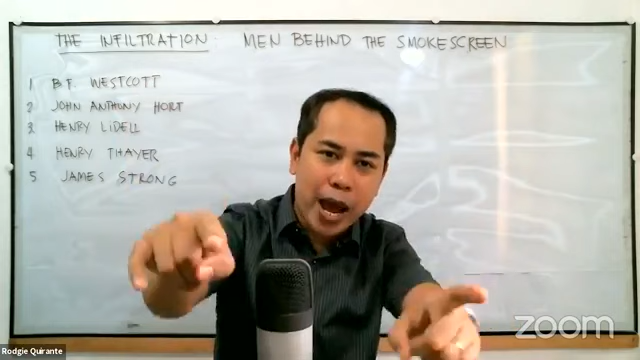 THE INFILTRATION: MEN BEHIND THE SMOKESCREEN
1 B.F. WESTCOTT
2 JOHN ANTHONY HORT
3 HENRY LIDELL
4 HENRY THAYER
5 JAMES STRONG
zoom
Rodgie Quirante